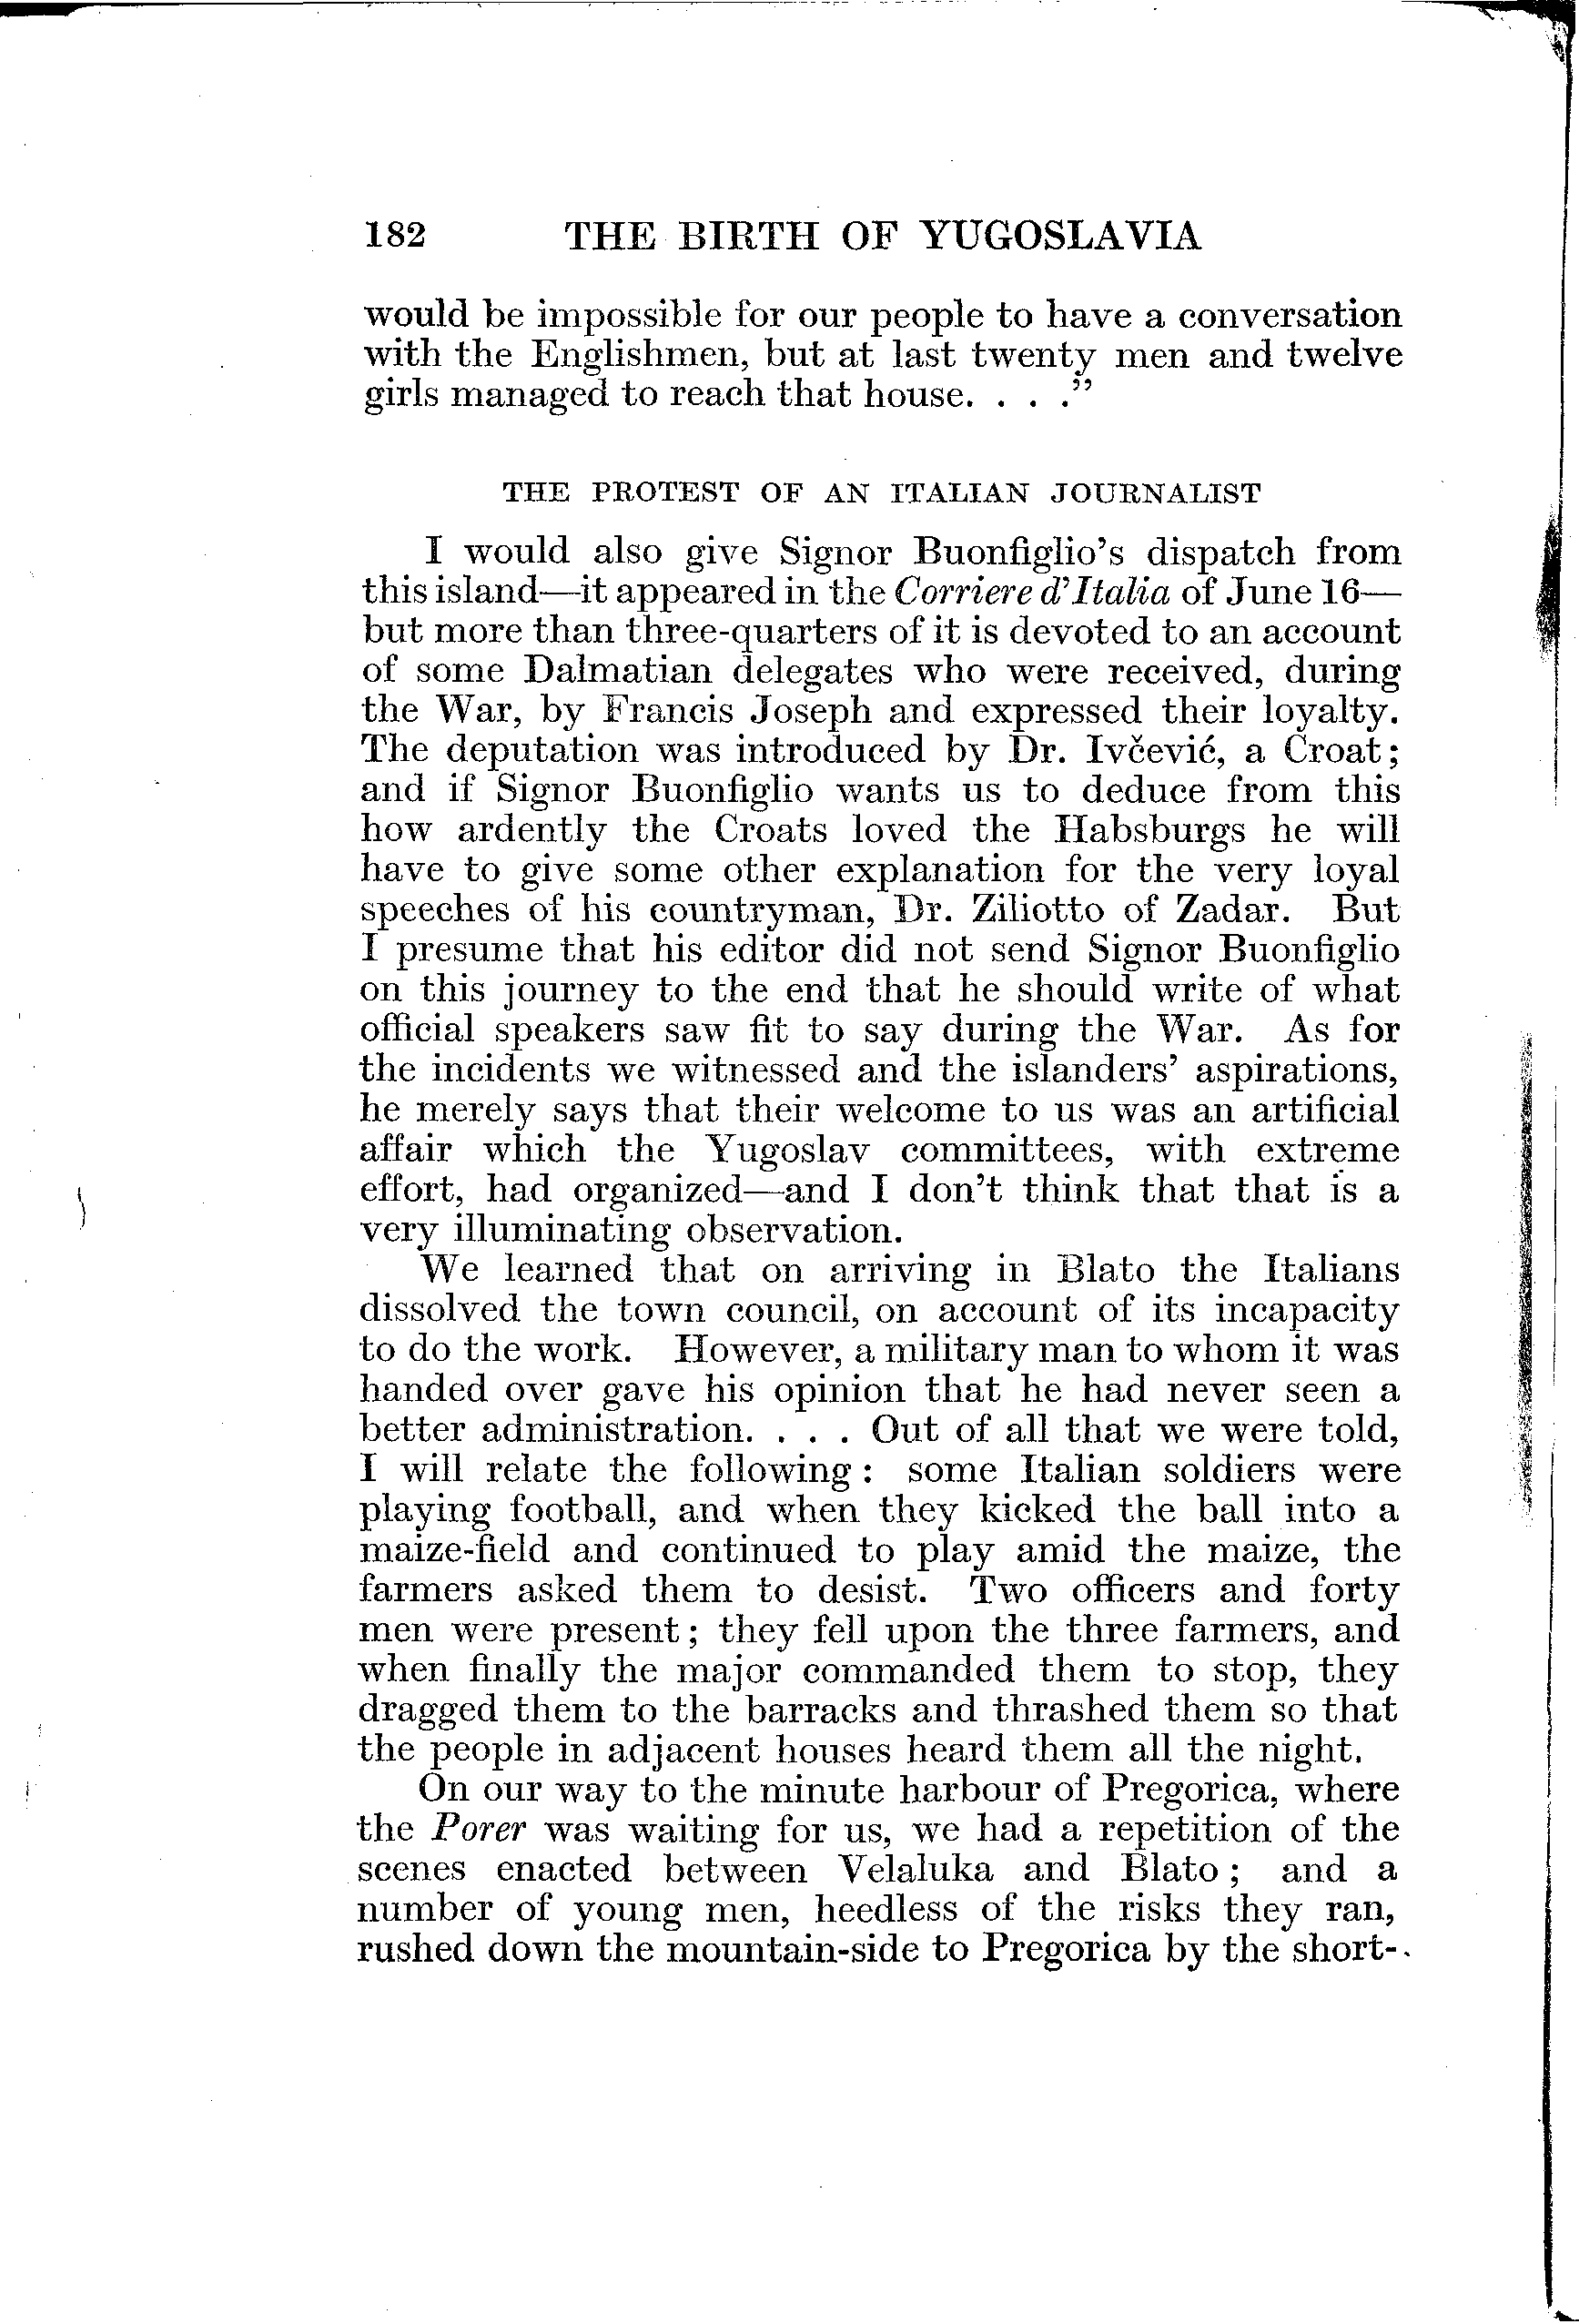 182 THE BIRTH OF YUGOSLAVIA
would be impossible for our people to have a conversation
with the Englishmen, but at last twenty men and twelve
girls managed to reach that house. . . .”
THE PROTEST OF AN ITALIAN JOURNALIST
I would also give Signor Buonfiglio’s dispatch from
this island—it appeared in the Corriere d’Italia of June 16—
but more than three-quarters of it is devoted to an account
of some Dalmatian delegates who were received, during
the War, by Francis Joseph and expressed their loyalty.
The deputation was introduced by Dr. Ivčević, a Croat;
and if Signor Buonfiglio wants us to deduce from this
how ardently the Croats loved the Habsburgs he will
have to give some other explanation for the very loyal
speeches of his countryman, Dr. Ziliotto of Zadar. But
I presume that his editor did not send Signor Buonfiglio
on this journey to the end that he should write of what
official speakers saw fit to say during the War. As for
the incidents we witnessed and the islanders’ aspirations,
he merely says that their welcome to us was an artificial
affair which the Yugoslav committees, with extreme
effort, had organized—and I don’t think that that is a
very illuminating observation.
We learned that on arriving in Blato the Italians
dissolved the town council, on account of its incapacity
to do the work. However, a military man to whom it was
handed over gave his opinion that he had never seen a
better administration. . . . Out of all that we were told,
I will relate the following: some Italian soldiers were
playing football, and when they kicked the ball into a
maize-field and continued to play amid the maize, the
farmers asked them to desist. Two officers and forty
men were present; they fell upon the three farmers, and
when finally the major commanded them to stop, they
dragged them to the barracks and thrashed them so that
the people in adjacent houses heard them all the night.
On our way to the minute harbour of Pregorica, where
the Porer was waiting for us, we had a repetition of the
scenes enacted between Velaluka and Blato; and a
number of young men, heedless of the risks they ran,
rushed down the mountain-side to Pregorica by the short-